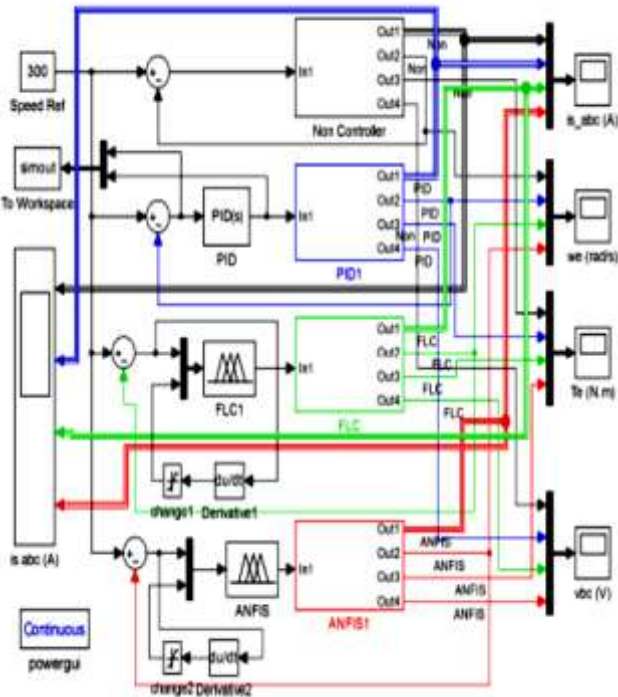 300
Speed Ref
In1
Out1
Out2
Out3
Out4
Non Controller
Non
Non
is_abc (A)
simout
To Workspace
PID(s)
PID
In1
Out1
Out2
Out3
Out4
PID1
PID
PID
Non
PID
PID
we (rad/s)
FLC1
In1
Out1
Out2
Out3
Out4
FLC
FLC
FLC
FLC
FLC
Te (N.m)
change1
du/dt
Derivative1
is abc (A)
ANFIS
In1
Out1
Out2
Out3
Out4
ANFIS1
ANFIS
ANFIS
ANFIS
ANFIS
vbc (V)
Continuous
powergui
change2
du/dt
Derivative2